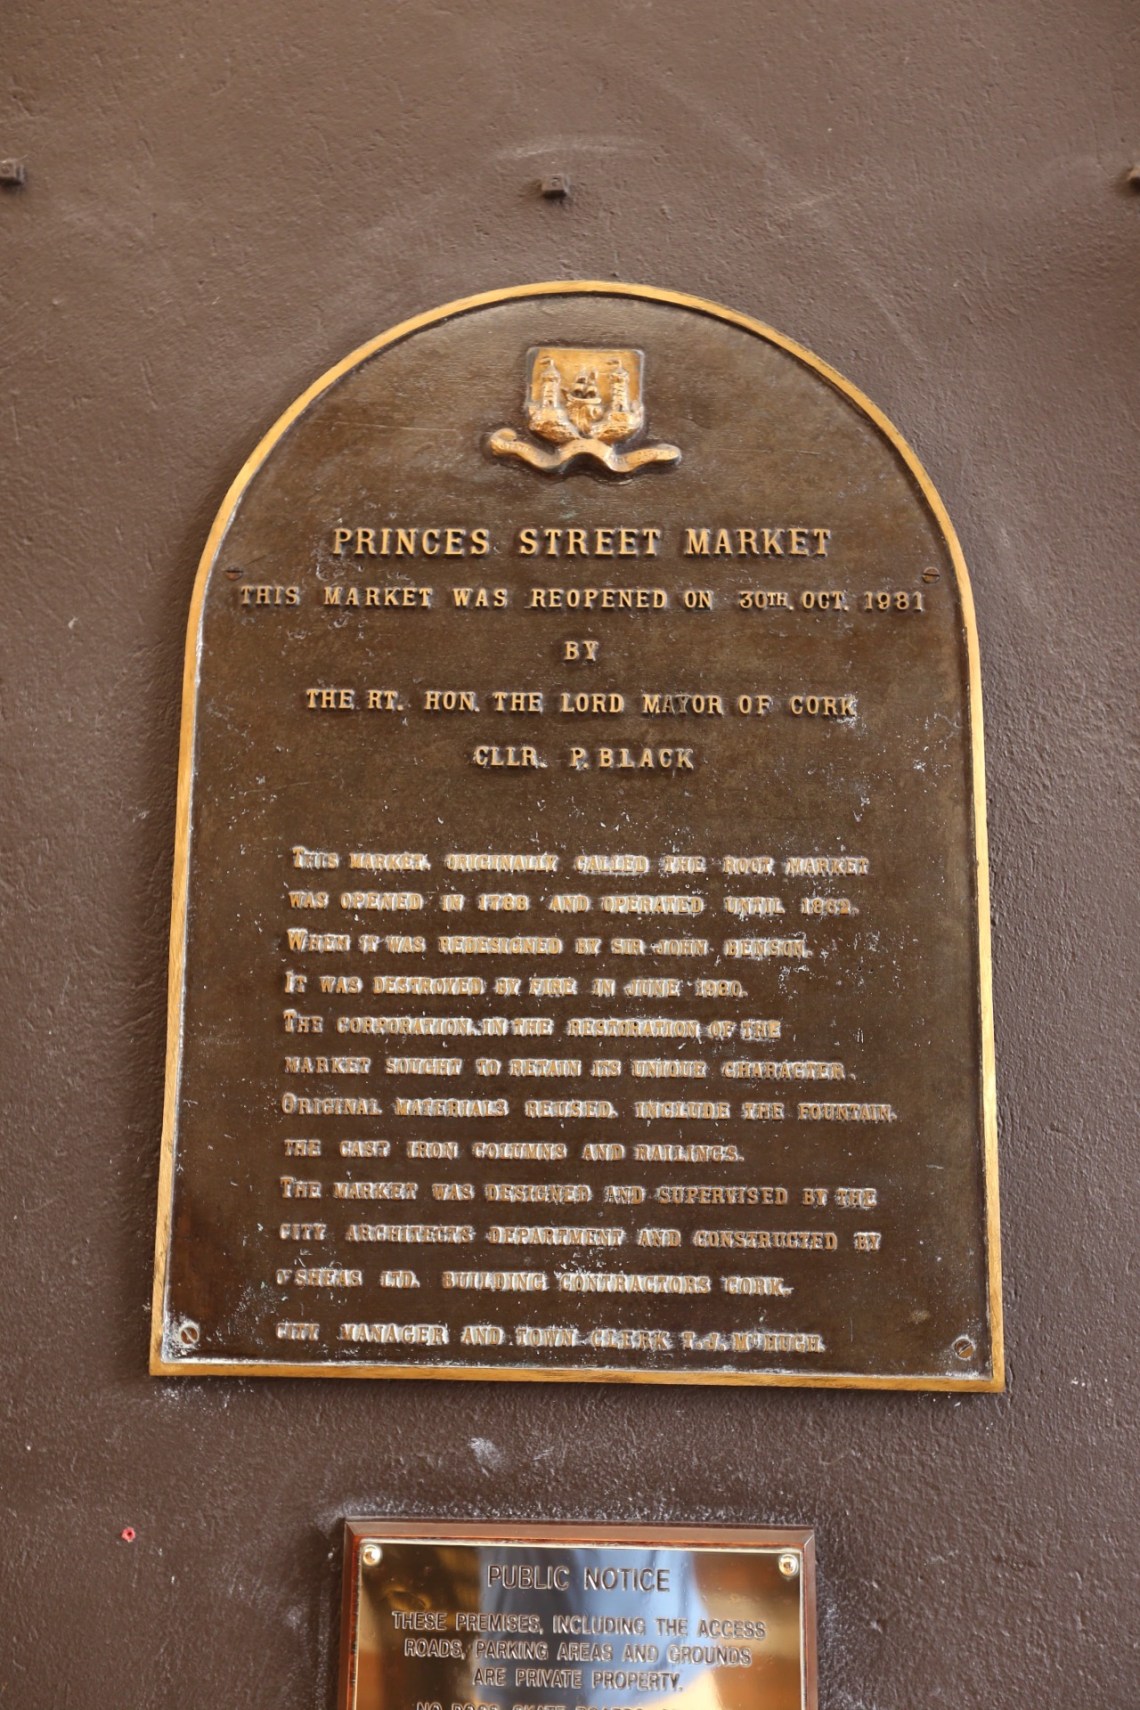 PRINCES STREET MARKET
THIS MARKET WAS REOPENED ON 30TH. OCT. 1981
BY
THE RT. HON. THE LORD MAYOR OF CORK
CLLR. P. BLACK
THIS MARKET, ORIGINALLY CALLED THE ROOT MARKET
WAS OPENED IN 1788 AND OPERATED UNTIL 1862.
WHEN IT WAS REDESIGNED BY SIR JOHN BENSON.
IT WAS DESTROYED BY FIRE IN JUNE 1980.
THE CORPORATION, IN THE RESTORATION OF THE
MARKET SOUGHT TO RETAIN ITS UNIQUE CHARACTER.
ORIGINAL MATERIALS REUSED, INCLUDE THE FOUNTAIN,
THE CAST IRON COLUMNS AND RAILINGS.
THE MARKET WAS DESIGNED AND SUPERVISED BY THE
CITY ARCHITECTS DEPARTMENT AND CONSTRUCTED BY
O'SHEAS LTD. BUILDING CONTRACTORS CORK.
CITY MANAGER AND TOWN CLERK T.J. McHUGH.
PUBLIC NOTICE
THESE PREMISES, INCLUDING THE ACCESS
ROADS, PARKING AREAS AND GROUNDS
ARE PRIVATE PROPERTY.
NO DOGS, SKATE